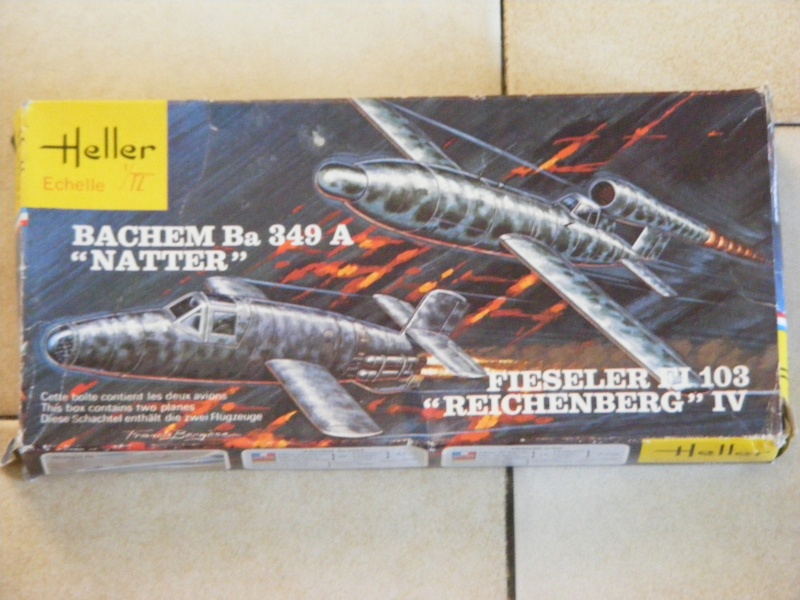 Heller
Echelle 1/72
BACHEM Ba 349 A
“NATTER”
FIESELER FI 103
“REICHENBERG” IV
Cette boîte contient les deux avions
This box contains two planes
Diese Schachtel enthält die zwei Flugzeuge
Heller